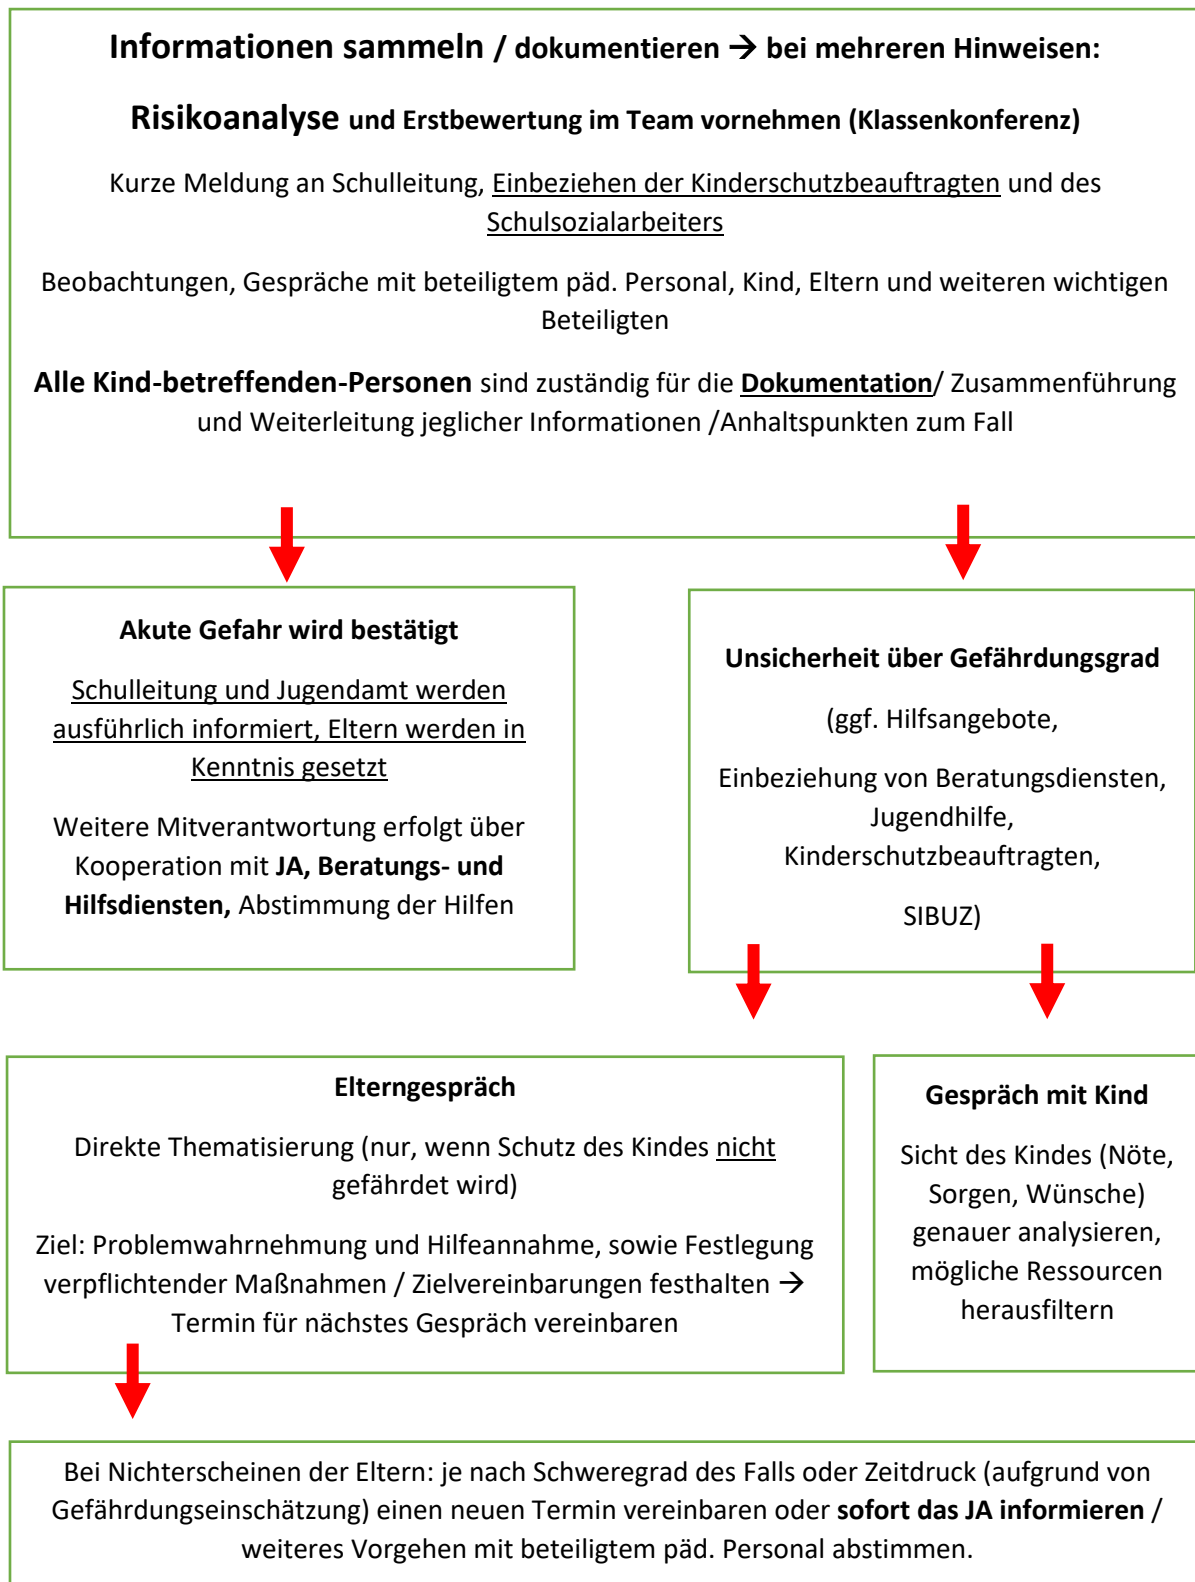 Informationen sammeln / dokumentieren → bei mehreren Hinweisen:
Risikoanalyse und Erstbewertung im Team vornehmen (Klassenkonferenz)
Kurze Meldung an Schulleitung, Einbeziehen der Kinderschutzbeauftragten und des
Schulsozialarbeiters
Beobachtungen, Gespräche mit beteiligtem päd. Personal, Kind, Eltern und weiteren wichtigen
Beteiligten
Alle Kind-betreffenden-Personen sind zuständig für die Dokumentation/ Zusammenführung
und Weiterleitung jeglicher Informationen /Anhaltspunkten zum Fall
Akute Gefahr wird bestätigt
Schulleitung und Jugendamt werden
ausführlich informiert, Eltern werden in
Kenntnis gesetzt
Weitere Mitverantwortung erfolgt über
Kooperation mit JA, Beratungs- und
Hilfsdiensten, Abstimmung der Hilfen
Unsicherheit über Gefährdungsgrad
(ggf. Hilfsangebote,
Einbeziehung von Beratungsdiensten,
Jugendhilfe,
Kinderschutzbeauftragten,
SIBUZ)
Elterngespräch
Direkte Thematisierung (nur, wenn Schutz des Kindes nicht
gefährdet wird)
Ziel: Problemwahrnehmung und Hilfeannahme, sowie Festlegung
verpflichtender Maßnahmen / Zielvereinbarungen festhalten →
Termin für nächstes Gespräch vereinbaren
Gespräch mit Kind
Sicht des Kindes (Nöte,
Sorgen, Wünsche)
genauer analysieren,
mögliche Ressourcen
herausfiltern
Bei Nichterscheinen der Eltern: je nach Schweregrad des Falls oder Zeitdruck (aufgrund von
Gefährdungseinschätzung) einen neuen Termin vereinbaren oder sofort das JA informieren /
weiteres Vorgehen mit beteiligtem päd. Personal abstimmen.